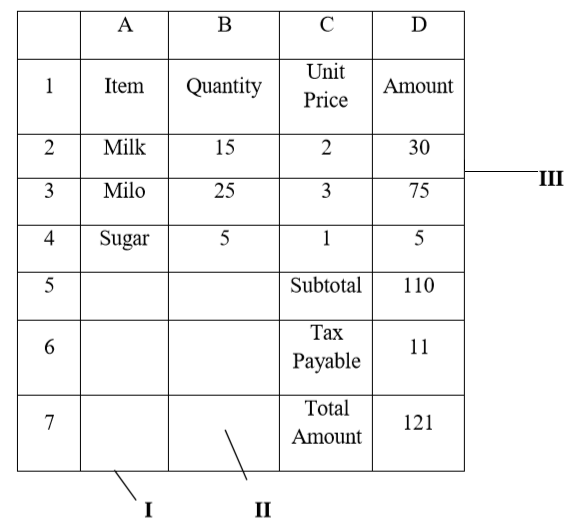 A B C D
1 Item Quantity Unit Price Amount
2 Milk 15 2 30
III
3 Milo 25 3 75
4 Sugar 5 1 5
5 Subtotal 110
6 Tax Payable 11
7 Total Amount 121
I II